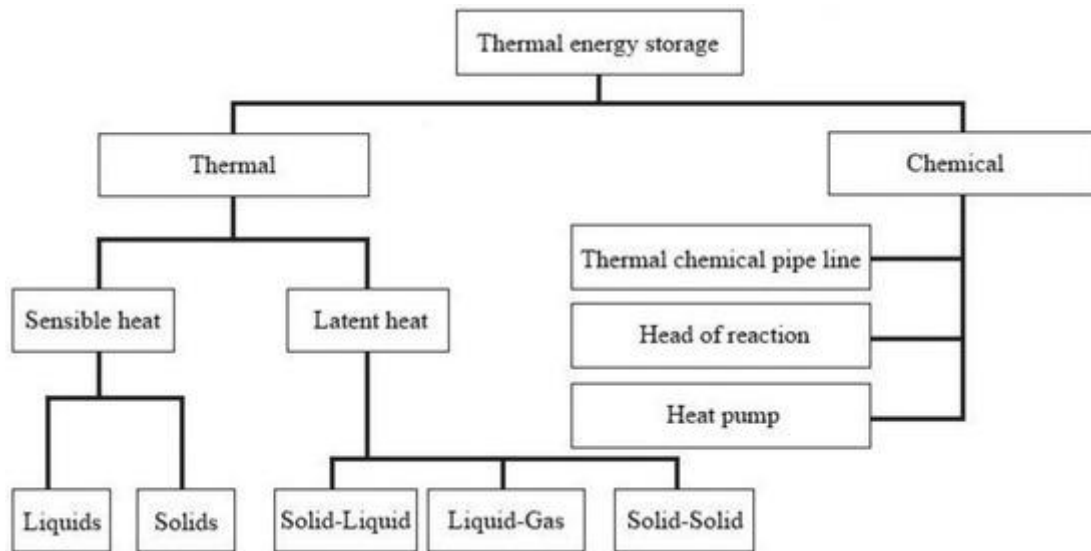 Thermal energy storage
Thermal
Chemical
Thermal chemical pipe line
Sensible heat
Latent heat
Head of reaction
Heat pump
Liquids
Solids
Solid-Liquid
Liquid-Gas
Solid-Solid